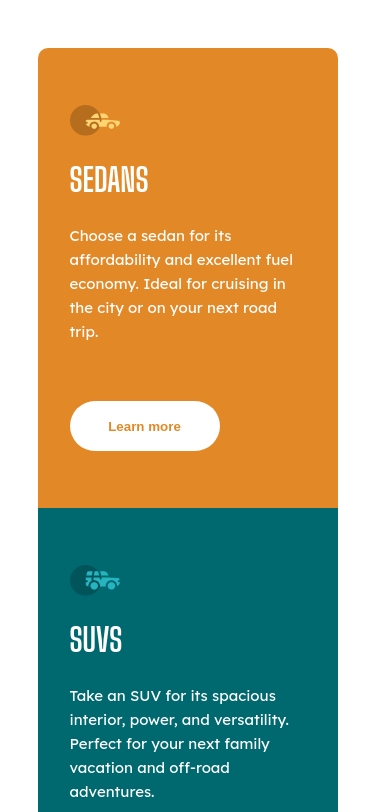 SEDANS
Choose a sedan for its
affordability and excellent fuel
economy. Ideal for cruising in
the city or on your next road
trip.
Learn more
SUVS
Take an SUV for its spacious
interior, power, and versatility.
Perfect for your next family
vacation and off-road
adventures.